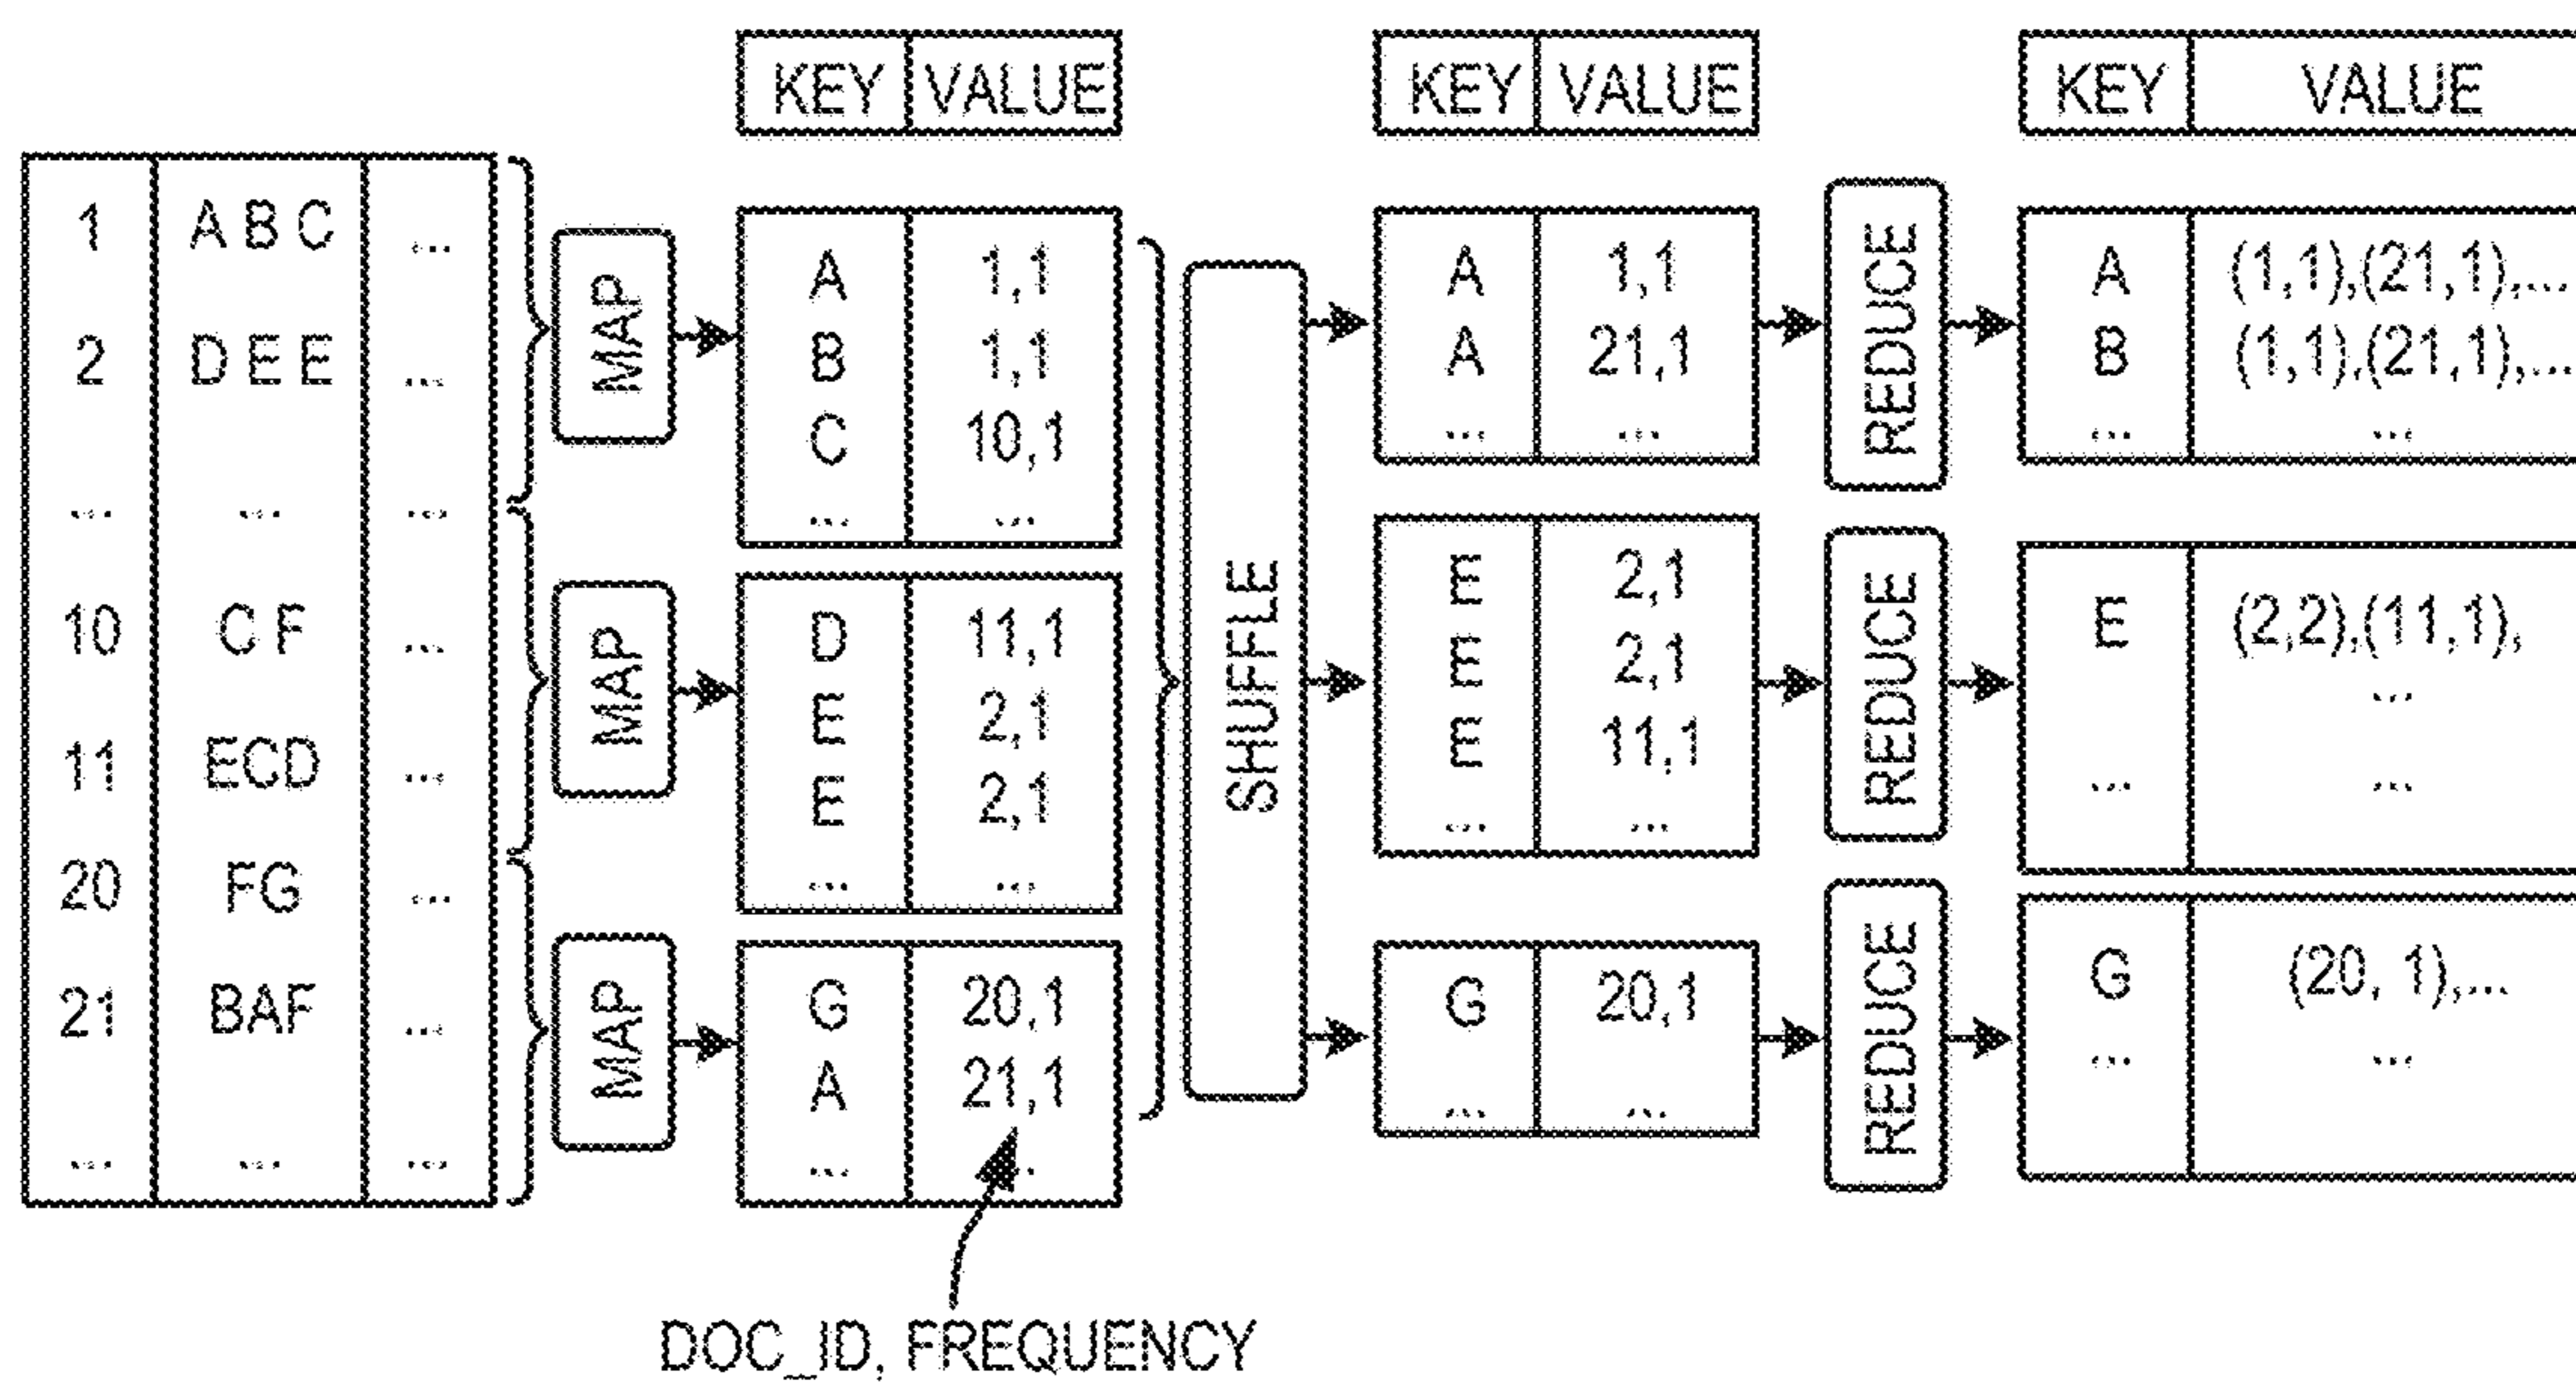 KEY VALUE
KEY VALUE
KEY VALUE
1 A B C ...
2 D E E ...
... ... ...
10 C F ...
11 ECD ...
20 FG ...
21 BAF ...
... ... ...
MAP
MAP
MAP
A 1,1
B 1,1
C 10,1
... ...
D 11,1
E 2,1
E 2,1
... ...
G 20,1
A 21,1
... ...
DOC_ID, FREQUENCY
SHUFFLE
A 1,1
A 21,1
... ...
E 2,1
E 2,1
E 11,1
... ...
G 20,1
... ...
REDUCE
REDUCE
REDUCE
A (1,1),(21,1),...
B (1,1),(21,1),...
... ...
E (2,2),(11,1),
...
... ...
G (20, 1),...
... ...